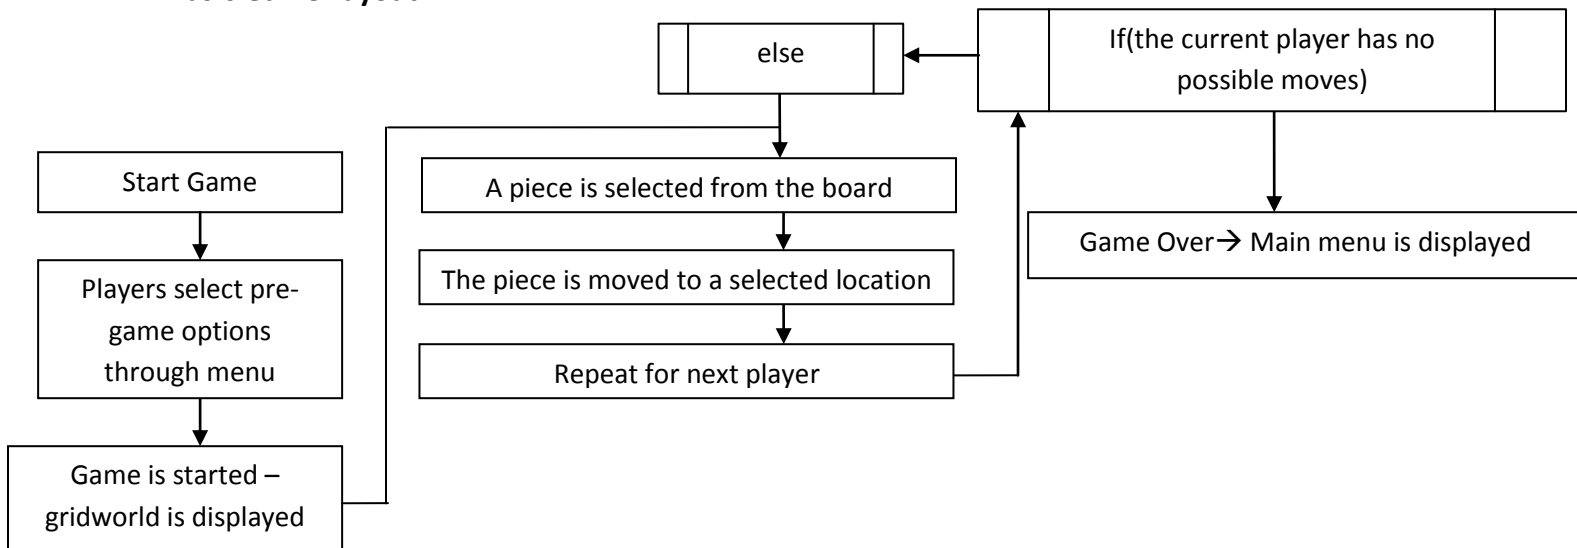 Start Game
Players select pre-
game options
through menu
Game is started –
gridworld is displayed
else
A piece is selected from the board
The piece is moved to a selected location
Repeat for next player
If(the current player has no
possible moves)
Game Over→ Main menu is displayed